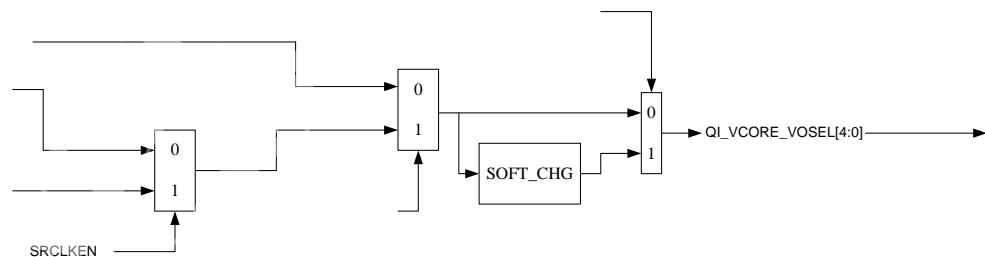 0
1
0
1
0
1
SOFT_CHG
QI_VCORE_VOSEL[4:0]
SRCLKEN